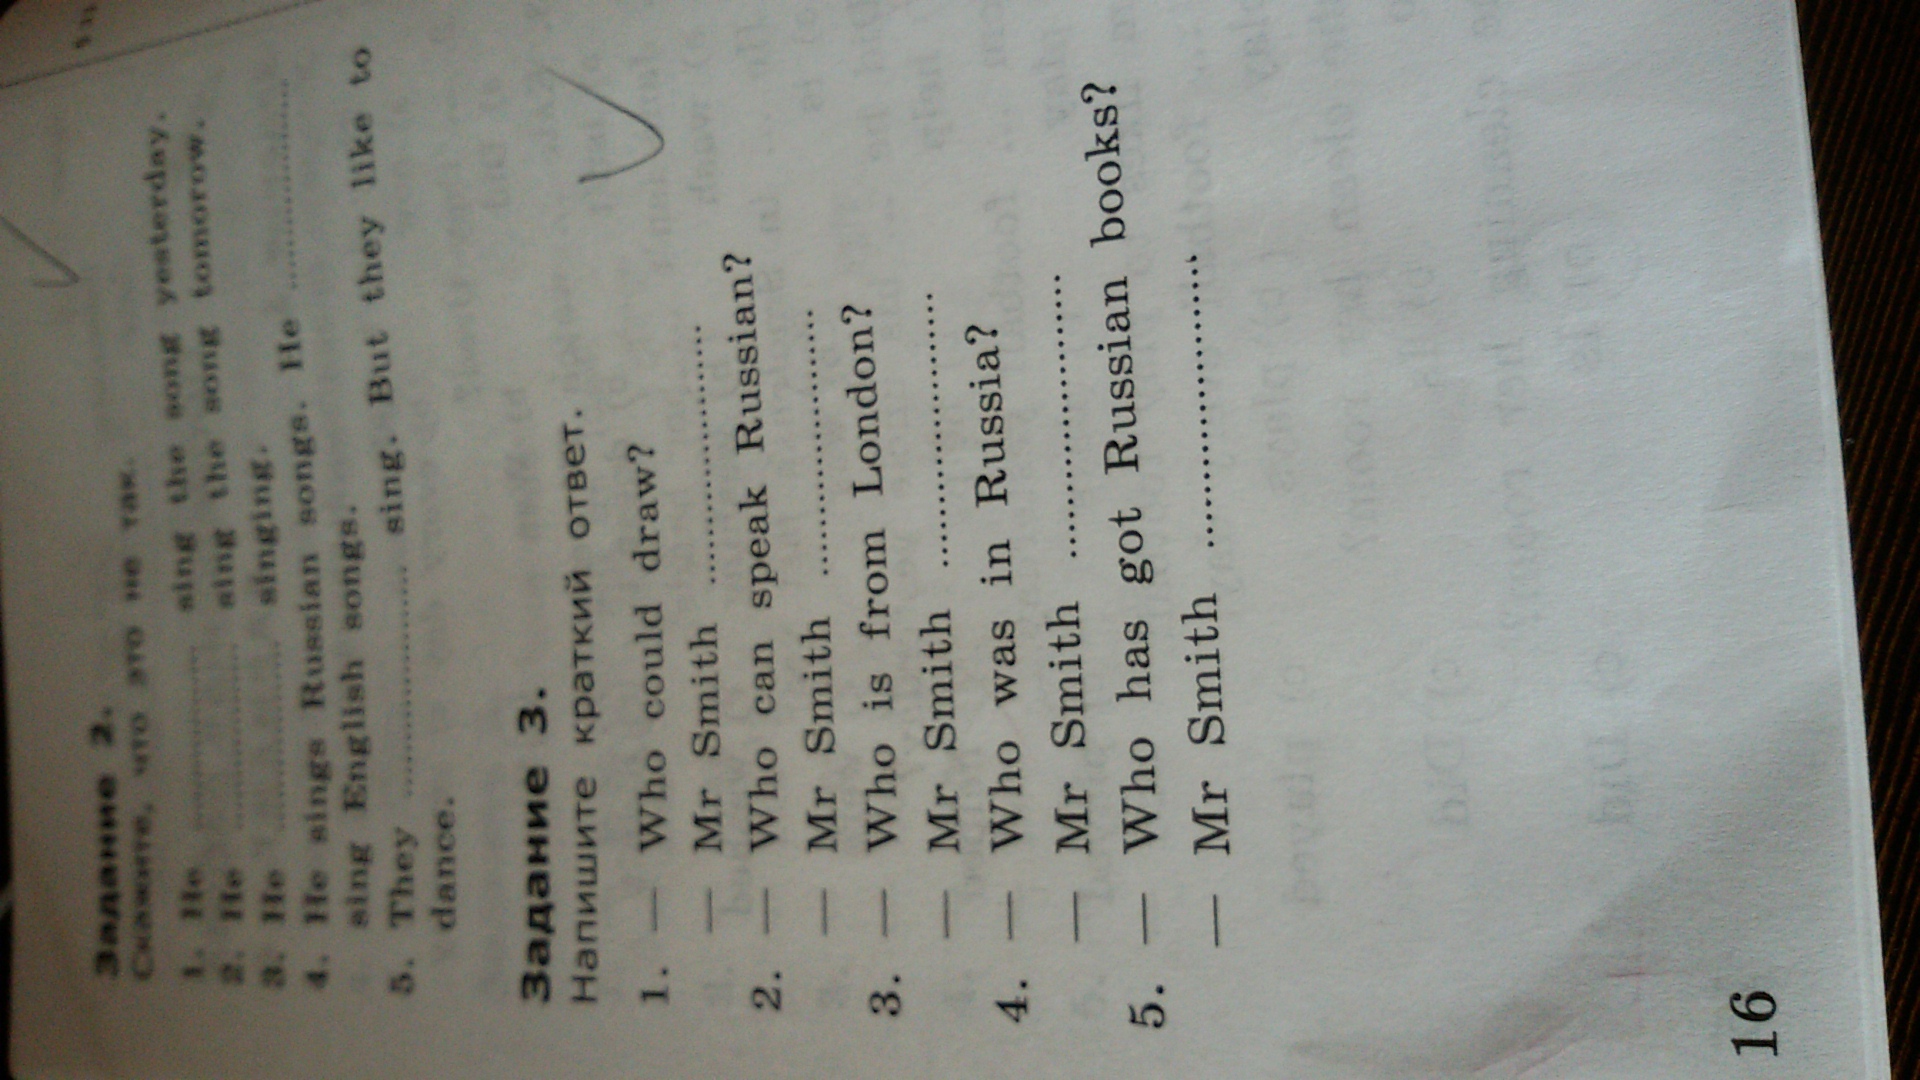 Задание 2.
Скажите, что это не так.
1. He .................. sing the song yesterday.
2. He .................. sing the song tomorow.
3. He .................. singing.
4. He sings Russian songs. He ..................
sing English songs.
5. They ...................... sing. But they like to
dance.
Задание 3.
Напишите краткий ответ.
1. — Who could draw?
— Mr Smith ........................
2. — Who can speak Russian?
— Mr Smith ........................
3. — Who is from London?
— Mr Smith ........................
4. — Who was in Russia?
— Mr Smith ........................
5. — Who has got Russian books?
— Mr Smith ........................
16